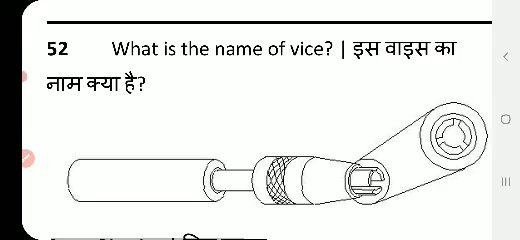 52 What is the name of vice? | इस वाइस का
नाम क्या है?